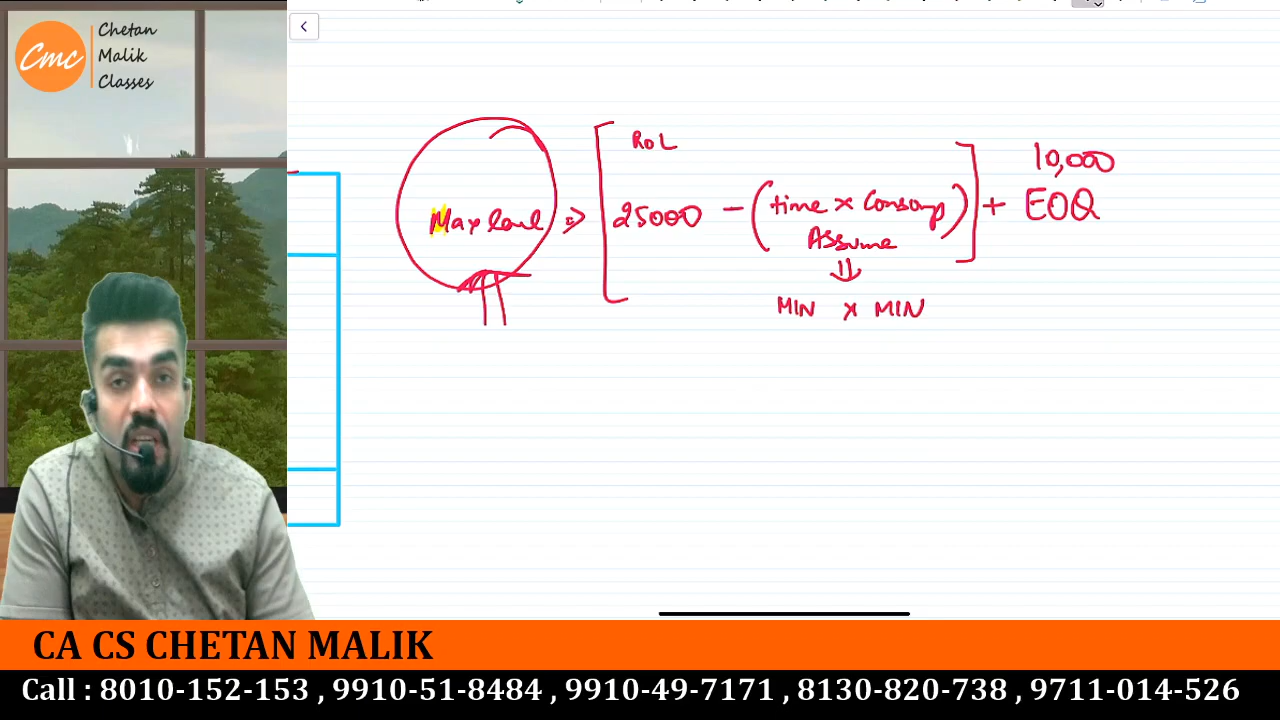 Cmc
Chetan
Malik
Classes
ROL
10,000
Max level => [25000 - (time x Consump)] + EOQ
Assume
MIN x MIN
CA CS CHETAN MALIK
Call : 8010-152-153 , 9910-51-8484 , 9910-49-7171 , 8130-820-738 , 9711-014-526